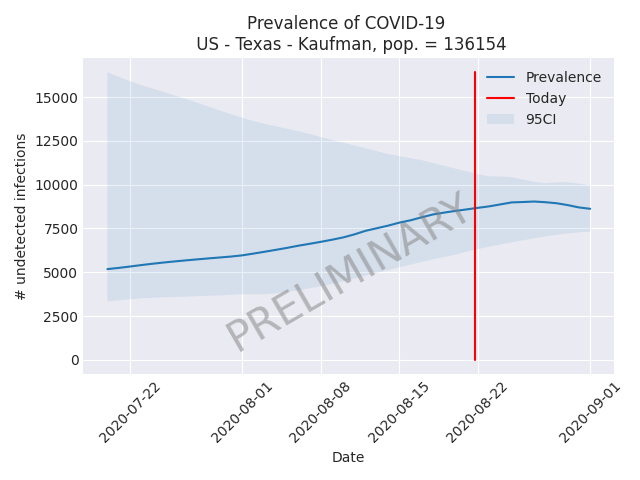 Prevalence of COVID-19
US - Texas - Kaufman, pop. = 136154
Prevalence
Today
95CI
15000
12500
10000
7500
5000
2500
0
# undetected infections
PRELIMINARY
2020-07-22
2020-08-01
2020-08-08
2020-08-15
2020-08-22
2020-09-01
Date